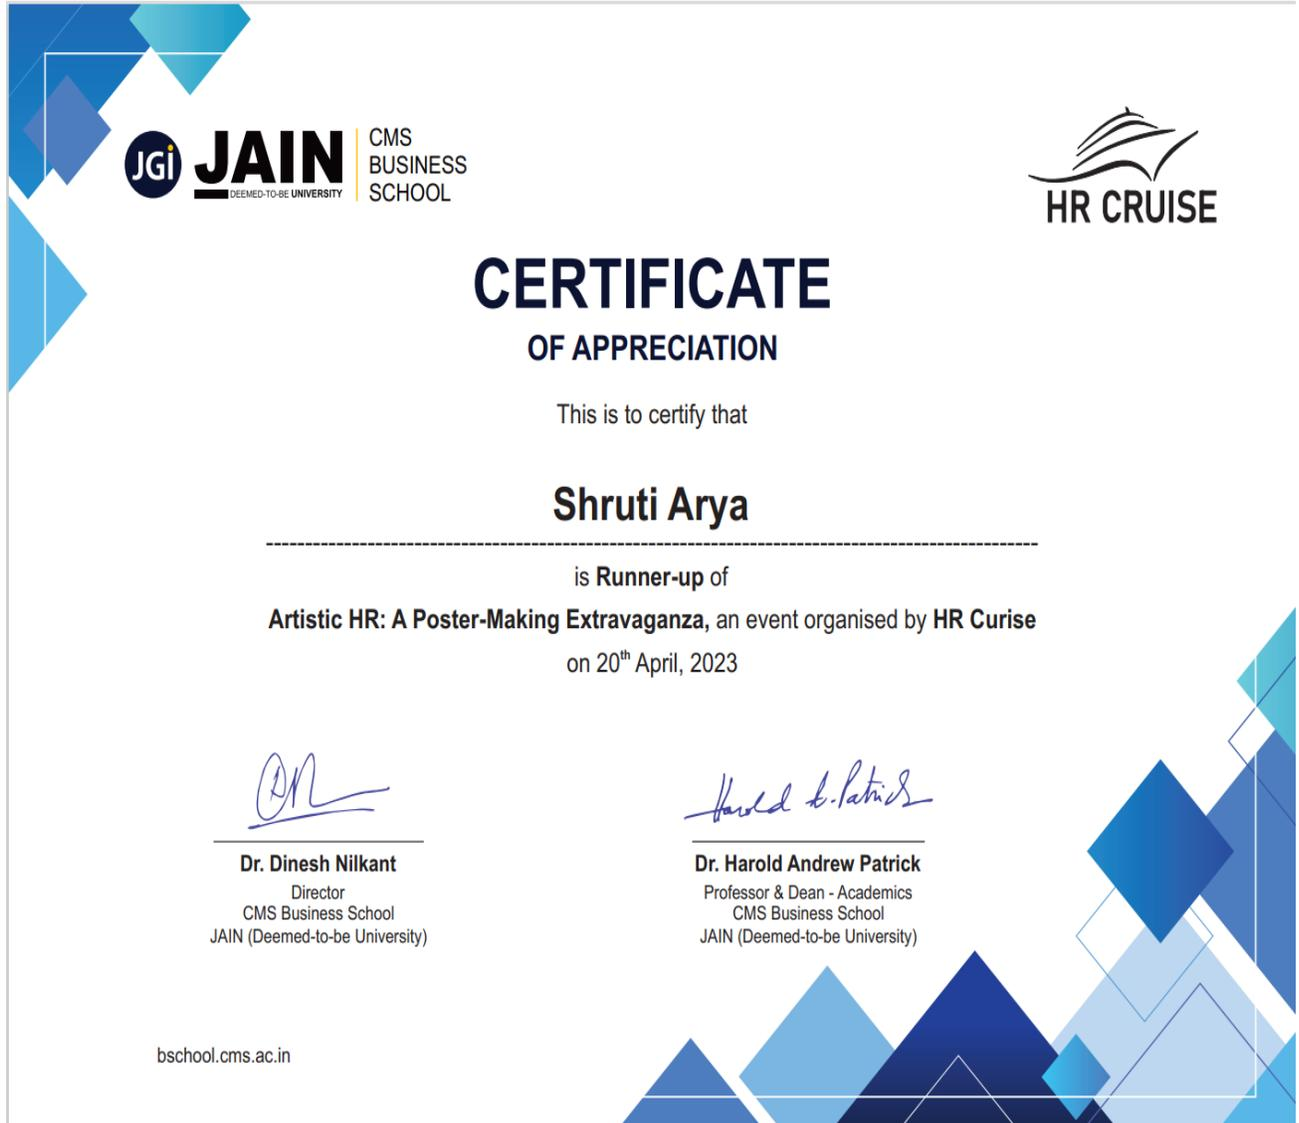 JGi JAIN
DEEMED-TO-BE UNIVERSITY
CMS
BUSINESS
SCHOOL
HR CRUISE
CERTIFICATE
OF APPRECIATION
This is to certify that
Shruti Arya
--------------------------------------------------------------------------------------------------
is Runner-up of
Artistic HR: A Poster-Making Extravaganza, an event organised by HR Curise
on 20th April, 2023
Harold A. Patrick
Dr. Dinesh Nilkant
Director
CMS Business School
JAIN (Deemed-to-be University)
Dr. Harold Andrew Patrick
Professor & Dean - Academics
CMS Business School
JAIN (Deemed-to-be University)
bschool.cms.ac.in